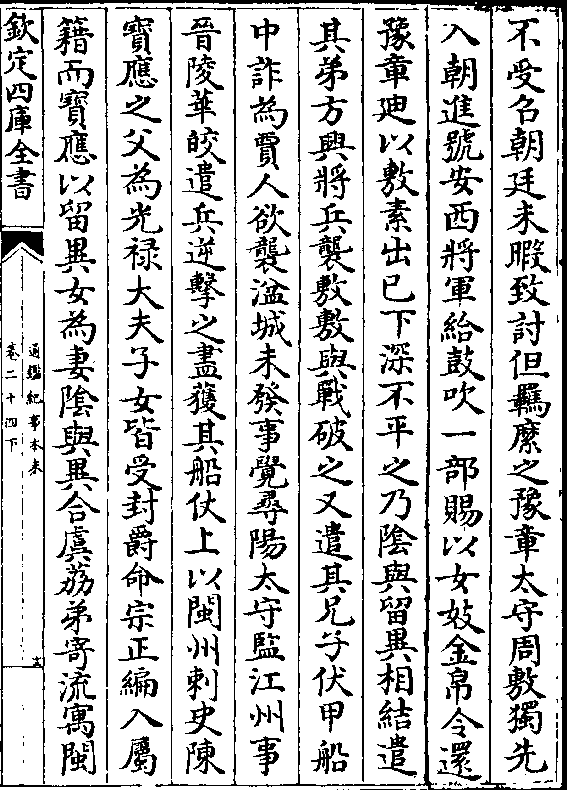 不受召朝廷未暇致討但羈縻之豫章太守周敷獨先
入朝進號安西將軍給鼓吹一部賜以女妓金帛令還
豫章廸以敷素出已下深不平之乃隂與留異相結遣
其弟方興將兵襲敷敷與戰破之又遣其兄子伏甲船
中詐為賈人欲襲湓城未發事覺尋陽太守監江州事
晉陵華皎遣兵逆擊之盡獲其船仗上以閩州刺史陳
寳應之父為光禄大夫子女皆受封爵命宗正編入屬
籍而寳應以留異女為妻隂與異合虞荔弟寄流寓閩
欽定四庫全書
通鑑紀事本末
卷二十四下